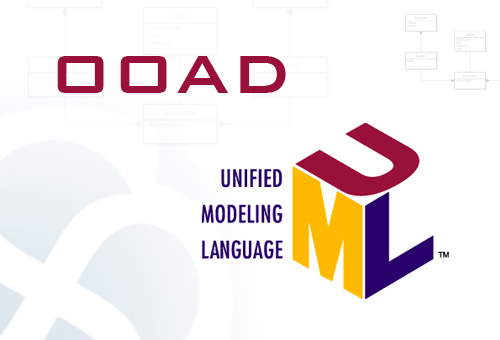 OOAD
UNIFIED
MODELING
LANGUAGE
UML
TM